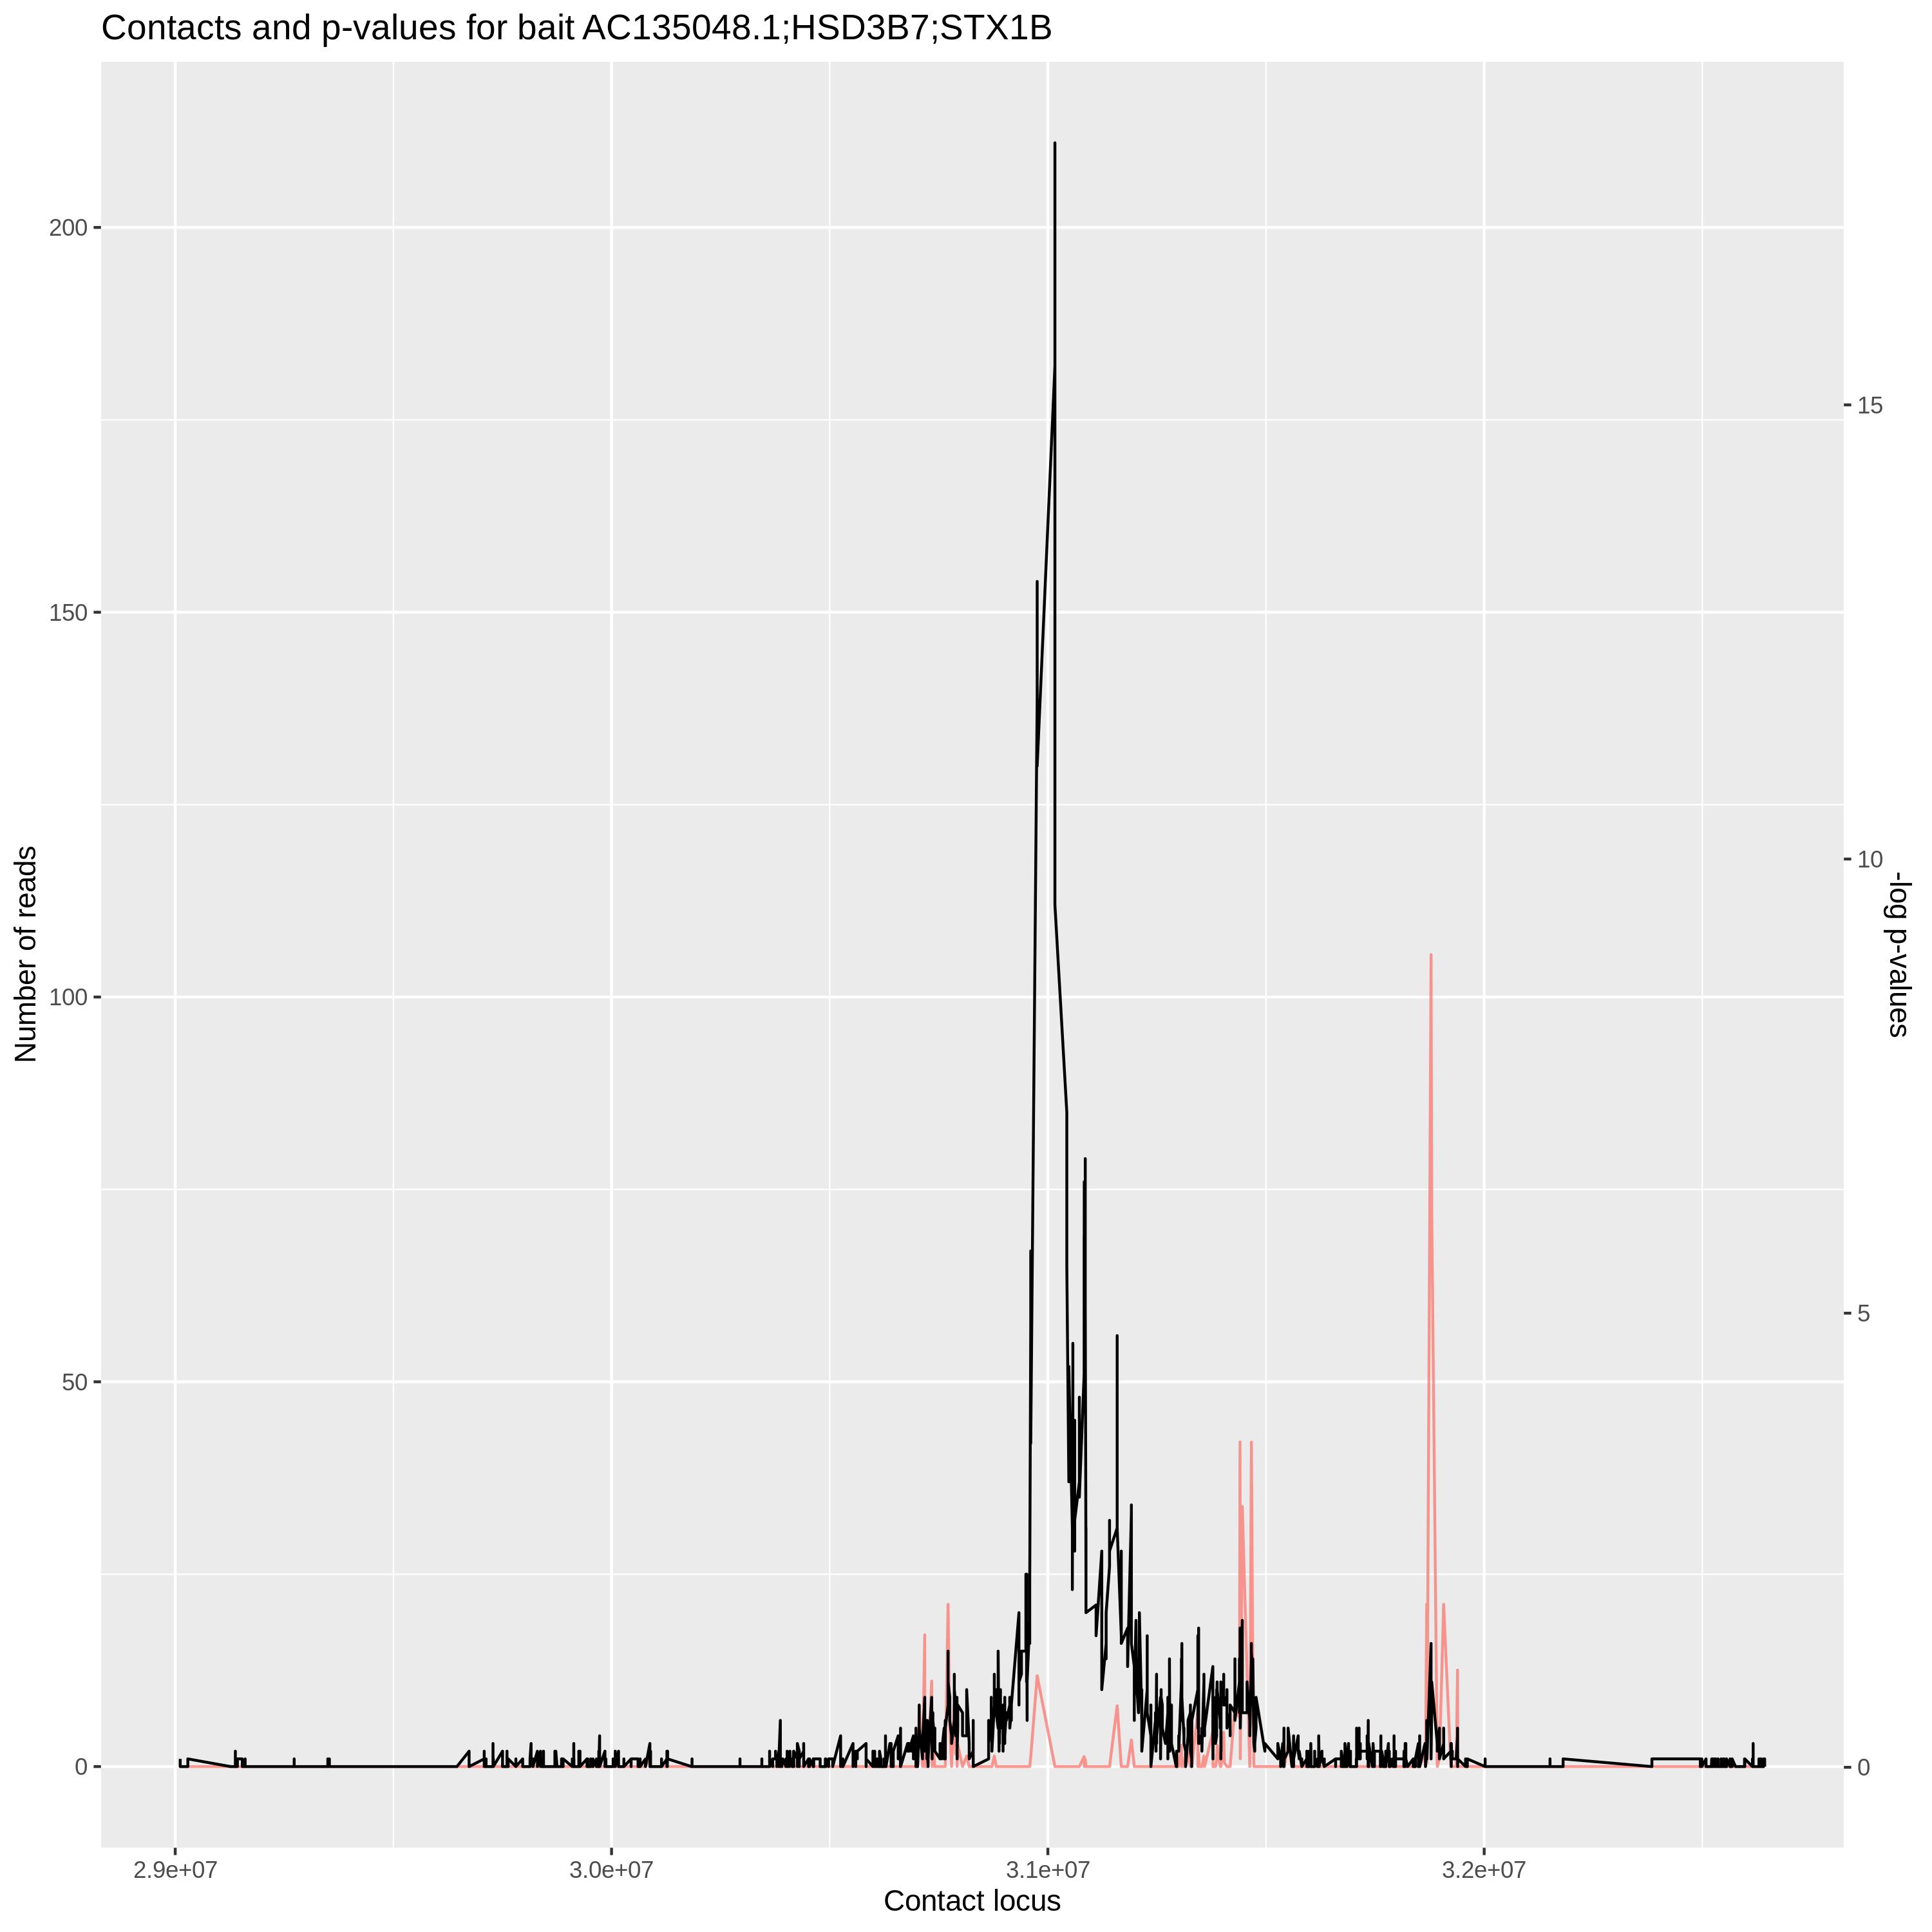 Contacts and p-values for bait AC135048.1;HSD3B7;STX1B
200
150
100
50
0
Number of reads
15
10
5
0
-log p-values
2.9e+07
3.0e+07
3.1e+07
3.2e+07
Contact locus